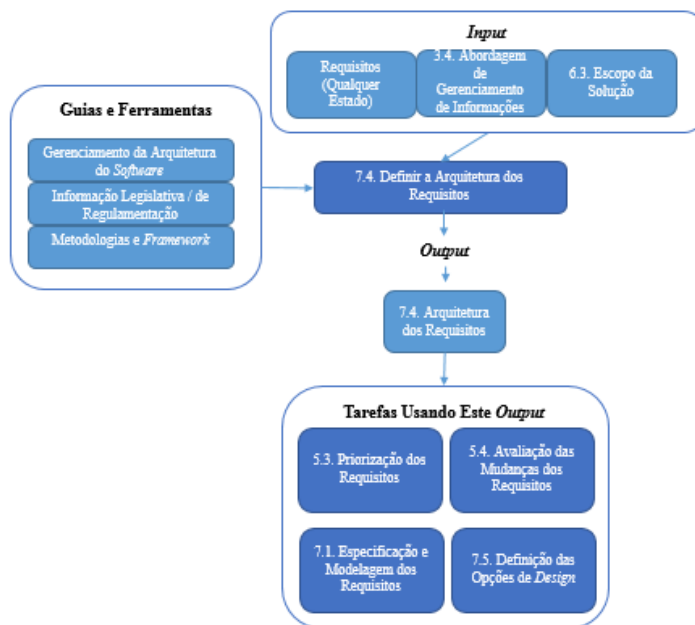 Input
Requisitos
(Qualquer
Estado)
3.4. Abordagem
de
Gerenciamento
de Informações
6.3. Escopo da
Solução
Guias e Ferramentas
Gerenciamento da Arquitetura
do Software
Informação Legislativa / de
Regulamentação
Metodologias e Framework
7.4. Definir a Arquitetura dos
Requisitos
Output
7.4. Arquitetura
dos Requisitos
Tarefas Usando Este Output
5.3. Priorização dos
Requisitos
5.4. Avaliação das
Mudanças dos
Requisitos
7.1. Especificação e
Modelagem dos
Requisitos
7.5. Definição das
Opções de Design